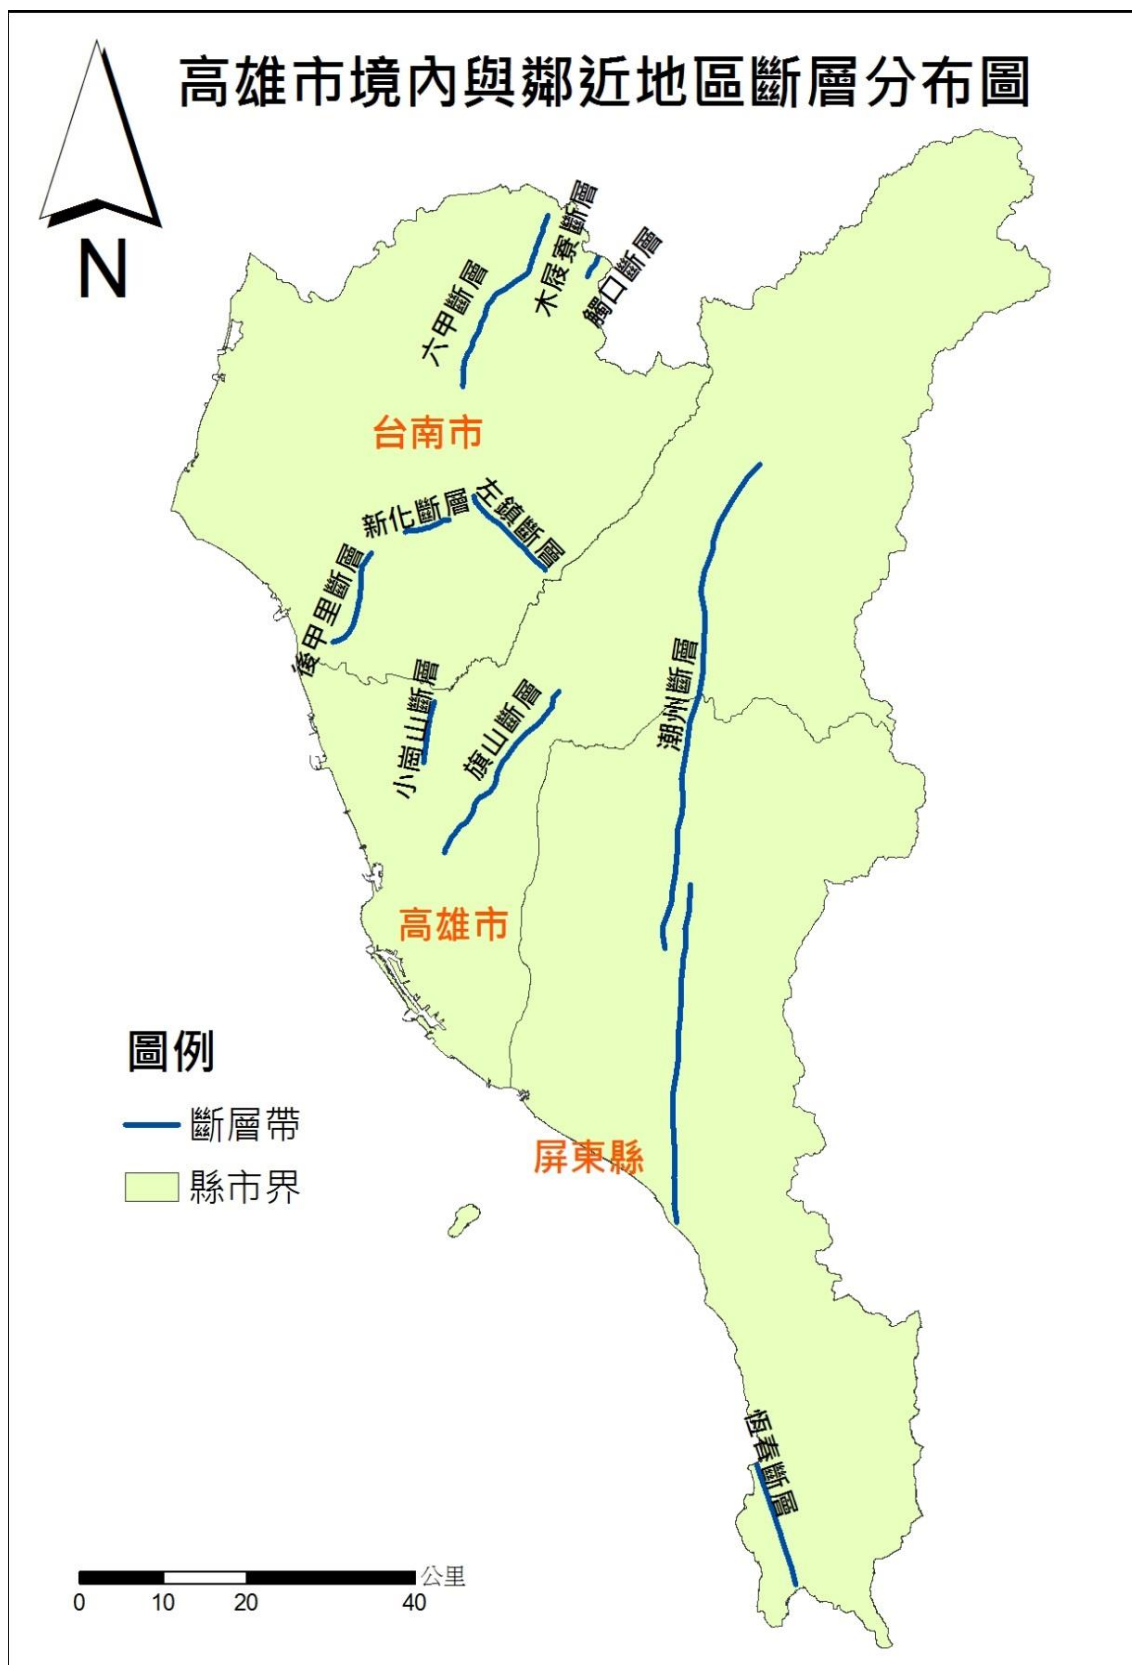 高雄市境內與鄰近地區斷層分布圖
N
木屐寮斷層
觸口斷層
六甲斷層
台南市
新化斷層
左鎮斷層
後甲里斷層
小崗山斷層
旗山斷層
潮州斷層
高雄市
圖例
斷層帶
縣市界
屏東縣
恆春斷層
公里
0 10 20 40